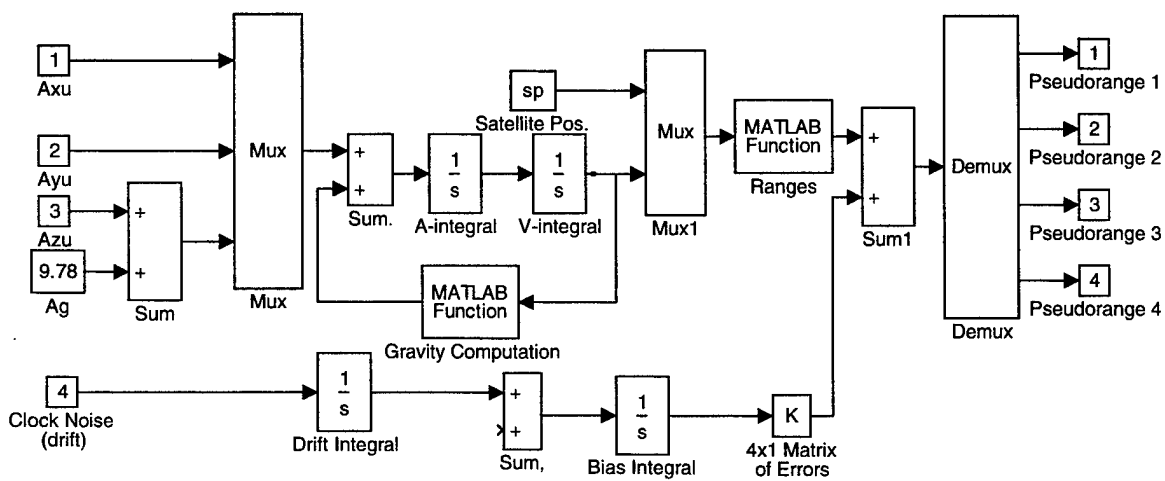 1
Axu
2
Ayu
3
Azu
9.78
Ag
+
+
Sum
Mux
Mux
+
+
Sum.
1
s
A-integral
1
s
V-integral
MATLAB
Function
Gravity Computation
sp
Satellite Pos.
Mux
Mux1
MATLAB
Function
Ranges
+
+
Sum1
Demux
Demux
1
Pseudorange 1
2
Pseudorange 2
3
Pseudorange 3
4
Pseudorange 4
4
Clock Noise
(drift)
1
s
Drift Integral
+
+
Sum,
1
s
Bias Integral
K
4x1 Matrix
of Errors